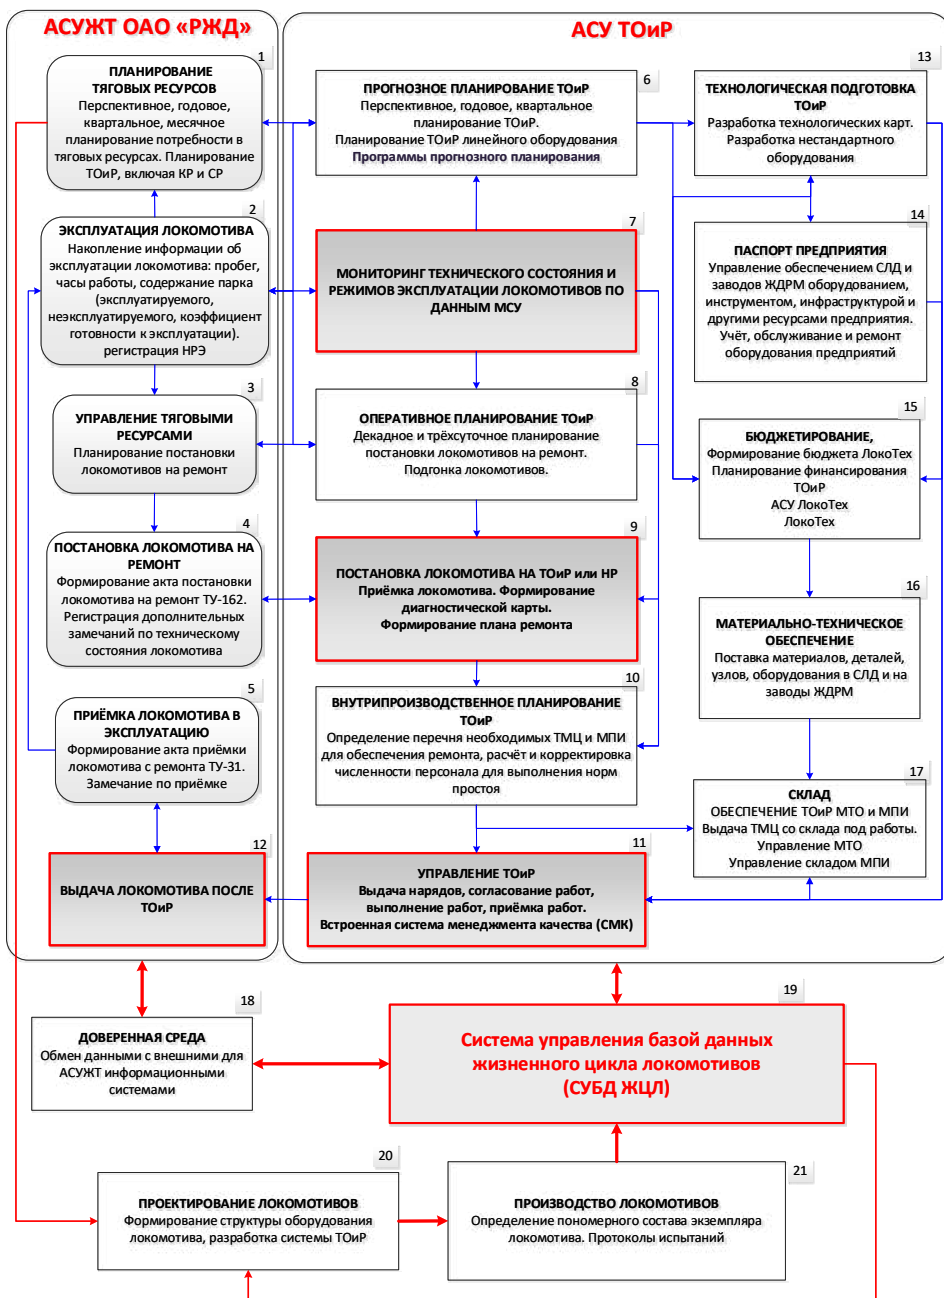 АСУЖТ ОАО «РЖД»
1
ПЛАНИРОВАНИЕ
ТЯГОВЫХ РЕСУРСОВ
Перспективное, годовое,
квартальное, месячное
планирование потребности в
тяговых ресурсах. Планирование
ТОиР, включая КР и СР
2
ЭКСПЛУАТАЦИЯ ЛОКОМОТИВА
Накопление информации об
эксплуатации локомотива: пробег,
часы работы, содержание парка
(эксплуатируемого,
неэксплуатируемого, коэффициент
готовности к эксплуатации).
регистрация НРЭ
3
УПРАВЛЕНИЕ ТЯГОВЫМИ
РЕСУРСАМИ
Планирование постановки
локомотивов на ремонт
4
ПОСТАНОВКА ЛОКОМОТИВА НА
РЕМОНТ
Формирование акта постановки
локомотива на ремонт ТУ-162.
Регистрация дополнительных
замечаний по техническому
состояния локомотива
5
ПРИЁМКА ЛОКОМОТИВА В
ЭКСПЛУАТАЦИЮ
Формирование акта приёмки
локомотива с ремонта ТУ-31.
Замечание по приёмке
12
ВЫДАЧА ЛОКОМОТИВА ПОСЛЕ
ТОиР
АСУ ТОиР
6
ПРОГНОЗНОЕ ПЛАНИРОВАНИЕ ТОиР
Перспективное, годовое, квартальное
планирование ТОиР.
Планирование ТОиР линейного оборудования
Программы прогнозного планирования
7
МОНИТОРИНГ ТЕХНИЧЕСКОГО СОСТОЯНИЯ И
РЕЖИМОВ ЭКСПЛУАТАЦИИ ЛОКОМОТИВОВ ПО
ДАННЫМ МСУ
8
ОПЕРАТИВНОЕ ПЛАНИРОВАНИЕ ТОиР
Декадное и трёхсуточное планирование
постановки локомотивов на ремонт.
Подгонка локомотивов.
9
ПОСТАНОВКА ЛОКОМОТИВА НА ТОиР или НР
Приёмка локомотива. Формирование
диагностической карты.
Формирование плана ремонта
10
ВНУТРИПРОИЗВОДСТВЕННОЕ ПЛАНИРОВАНИЕ
ТОиР
Определение перечня необходимых ТМЦ и МПИ
для обеспечения ремонта, расчёт и корректировка
численности персонала для выполнения норм
простоя
11
УПРАВЛЕНИЕ ТОиР
Выдача нарядов, согласование работ,
выполнение работ, приёмка работ.
Встроенная система менеджмента качества (СМК)
13
ТЕХНОЛОГИЧЕСКАЯ ПОДГОТОВКА
ТОиР
Разработка технологических карт.
Разработка нестандартного
оборудования
14
ПАСПОРТ ПРЕДПРИЯТИЯ
Управление обеспечением СЛД и
заводов ЖДРМ оборудованием,
инструментом, инфраструктурой и
другими ресурсами предприятия.
Учёт, обслуживание и ремонт
оборудования предприятий
15
БЮДЖЕТИРОВАНИЕ,
Формирование бюджета ЛокоТех
Планирование финансирования
ТОиР
АСУ ЛокоТех
ЛокоТех
16
МАТЕРИАЛЬНО-ТЕХНИЧЕСКОЕ
ОБЕСПЕЧЕНИЕ
Поставка материалов, деталей,
узлов, оборудования в СЛД и на
заводы ЖДРМ
17
СКЛАД
ОБЕСПЕЧЕНИЕ ТОиР МТО и МПИ
Выдача ТМЦ со склада под работы.
Управление МТО
Управление складом МПИ
18
ДОВЕРЕННАЯ СРЕДА
Обмен данными с внешними для
АСУЖТ информационными
системами
19
Система управления базой данных
жизненного цикла локомотивов
(СУБД ЖЦЛ)
20
ПРОЕКТИРОВАНИЕ ЛОКОМОТИВОВ
Формирование структуры оборудования
локомотива, разработка системы ТОиР
21
ПРОИЗВОДСТВО ЛОКОМОТИВОВ
Определение пономерного состава экземпляра
локомотива. Протоколы испытаний